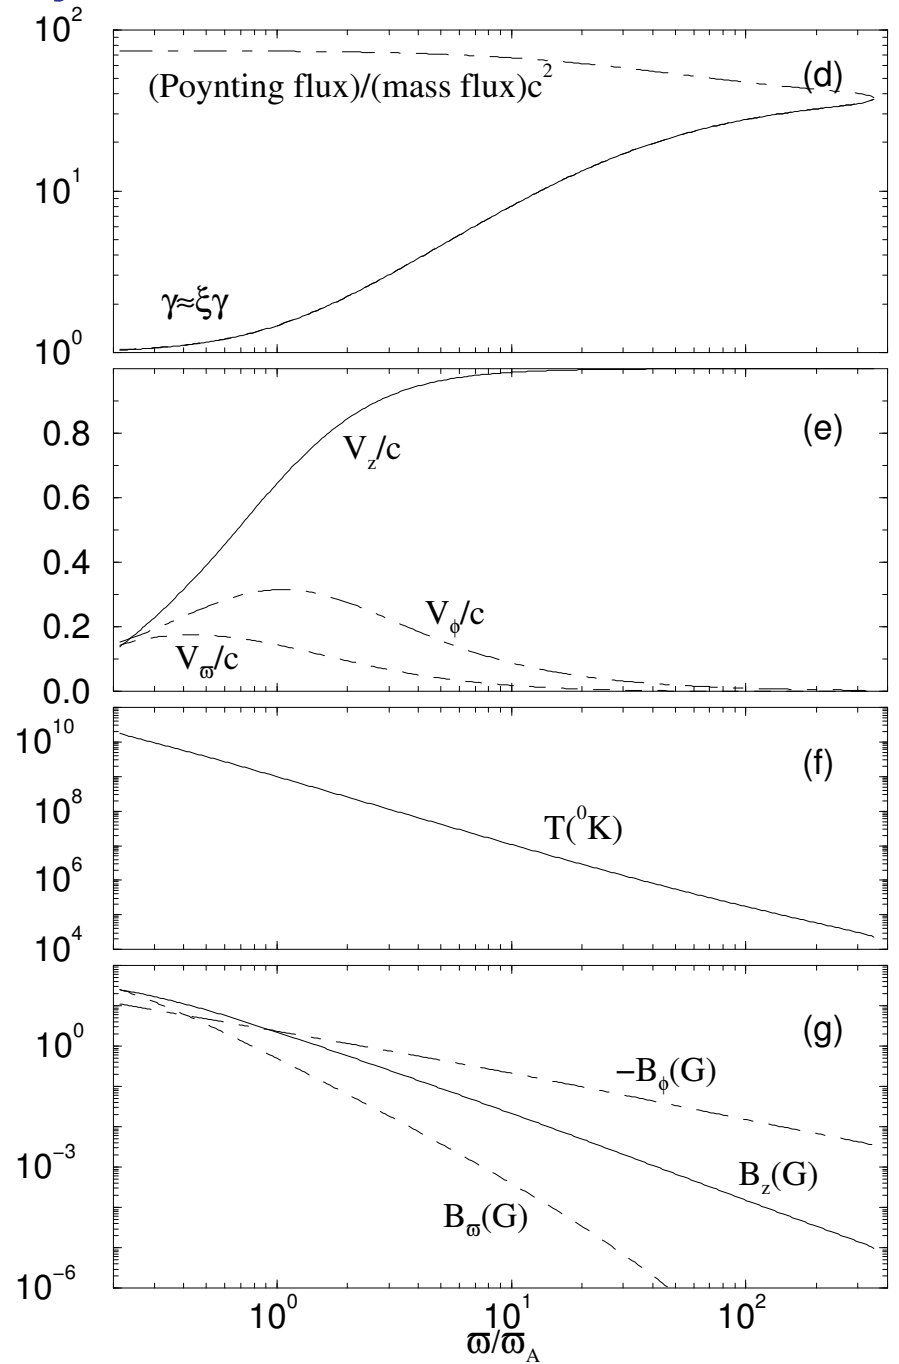 10^2
(d)
(Poynting flux)/(mass flux)c^2
10^1
γ≈ξγ
10^0
(e)
0.8
V_z/c
0.6
0.4
V_ϕ/c
0.2
V_ϖ/c
0.0
10^10
(f)
10^8
T(^0K)
10^6
10^4
(g)
10^0
−B_ϕ(G)
10^−3
B_z(G)
B_ϖ(G)
10^−6
10^0 10^1 10^2
ϖ/ϖ_A